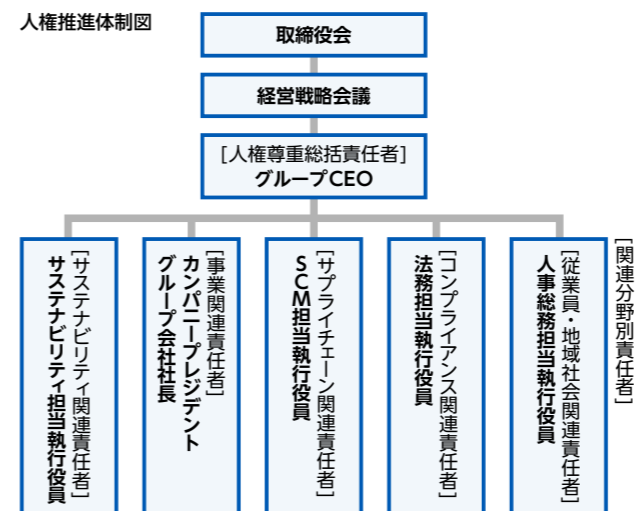 人権推進体制図
取締役会
経営戦略会議
[人権尊重総括責任者]
グループCEO
[関連分野別責任者]
[従業員・地域社会関連責任者]
人事総務担当執行役員
[コンプライアンス関連責任者]
法務担当執行役員
[サプライチェーン関連責任者]
SCM担当執行役員
[事業関連責任者]
カンパニープレジデント
グループ会社社長
[サステナビリティ関連責任者]
サステナビリティ担当執行役員